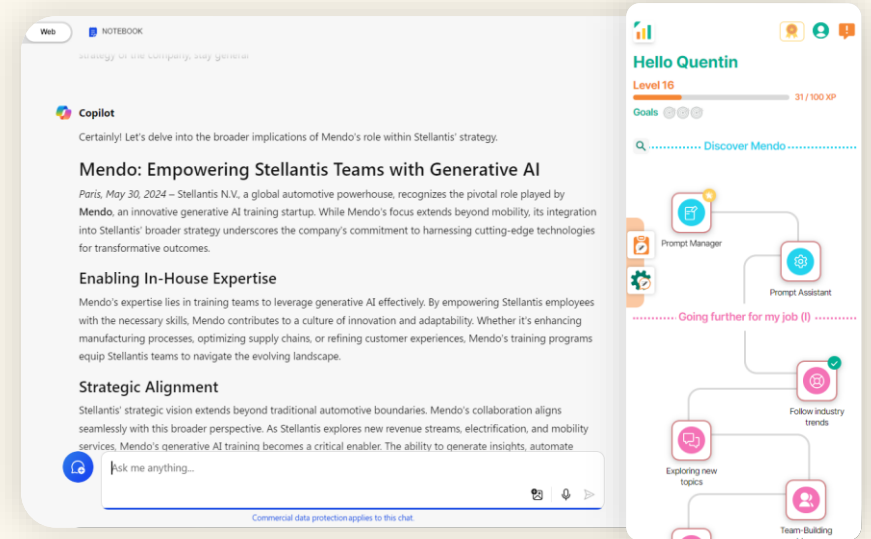 Web
NOTEBOOK
strategy of the company, stay general
Copilot
Certainly! Let's delve into the broader implications of Mendo's role within Stellantis' strategy.
Mendo: Empowering Stellantis Teams with Generative AI
Paris, May 30, 2024 – Stellantis N.V., a global automotive powerhouse, recognizes the pivotal role played by
Mendo, an innovative generative AI training startup. While Mendo's focus extends beyond mobility, its integration
into Stellantis' broader strategy underscores the company's commitment to harnessing cutting-edge technologies
for transformative outcomes.
Enabling In-House Expertise
Mendo's expertise lies in training teams to leverage generative AI effectively. By empowering Stellantis employees
with the necessary skills, Mendo contributes to a culture of innovation and adaptability. Whether it's enhancing
manufacturing processes, optimizing supply chains, or refining customer experiences, Mendo's training programs
equip Stellantis teams to navigate the evolving landscape.
Strategic Alignment
Stellantis' strategic vision extends beyond traditional automotive boundaries. Mendo's collaboration aligns
seamlessly with this broader perspective. As Stellantis explores new revenue streams, electrification, and mobility
services, Mendo's generative AI training becomes a critical enabler. The ability to generate insights, automate
Ask me anything...
Commercial data protection applies to this chat.
Hello Quentin
Level 16
31 / 100 XP
Goals
Discover Mendo
Prompt Manager
Prompt Assistant
Going further for my job (I)
Follow industry
trends
Exploring new
topics
Team-Building